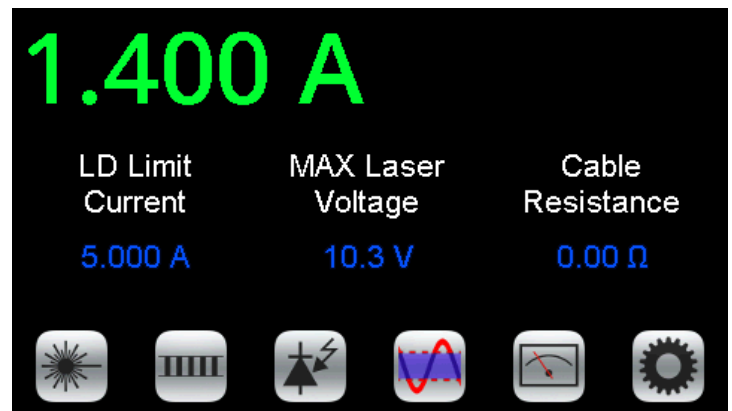 1.400 A
LD Limit
Current
MAX Laser
Voltage
Cable
Resistance
5.000 A
10.3 V
0.00 Ω